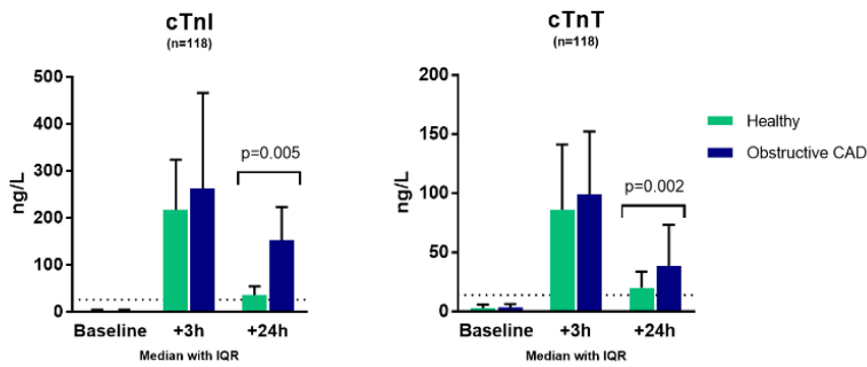 cTnI
(n=118)
500
400
300
200
100
0
ng/L
p=0.005
Baseline +3h +24h
Median with IQR
cTnT
(n=118)
200
150
100
50
0
ng/L
p=0.002
Baseline +3h +24h
Median with IQR
Healthy
Obstructive CAD